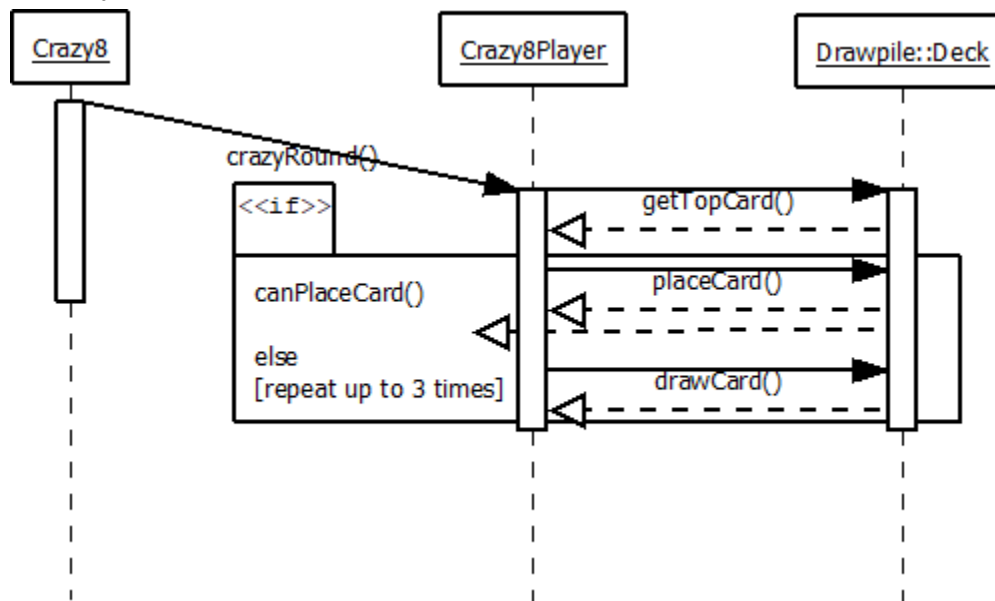 Crazy8
Crazy8Player
Drawpile::Deck
crazyRound()
<<if>>
getTopCard()
canPlaceCard()
placeCard()
else
[repeat up to 3 times]
drawCard()